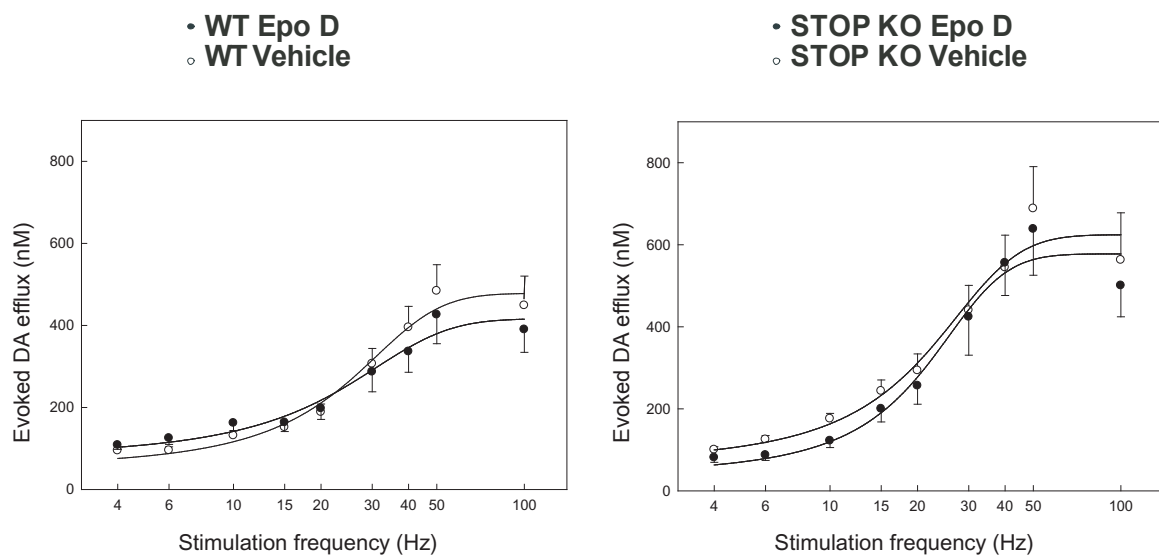 WT Epo D
WT Vehicle
800
600
400
200
0
Evoked DA efflux (nM)
4 6 10 15 20 30 40 50 100
Stimulation frequency (Hz)
STOP KO Epo D
STOP KO Vehicle
800
600
400
200
0
Evoked DA efflux (nM)
4 6 10 15 20 30 40 50 100
Stimulation frequency (Hz)